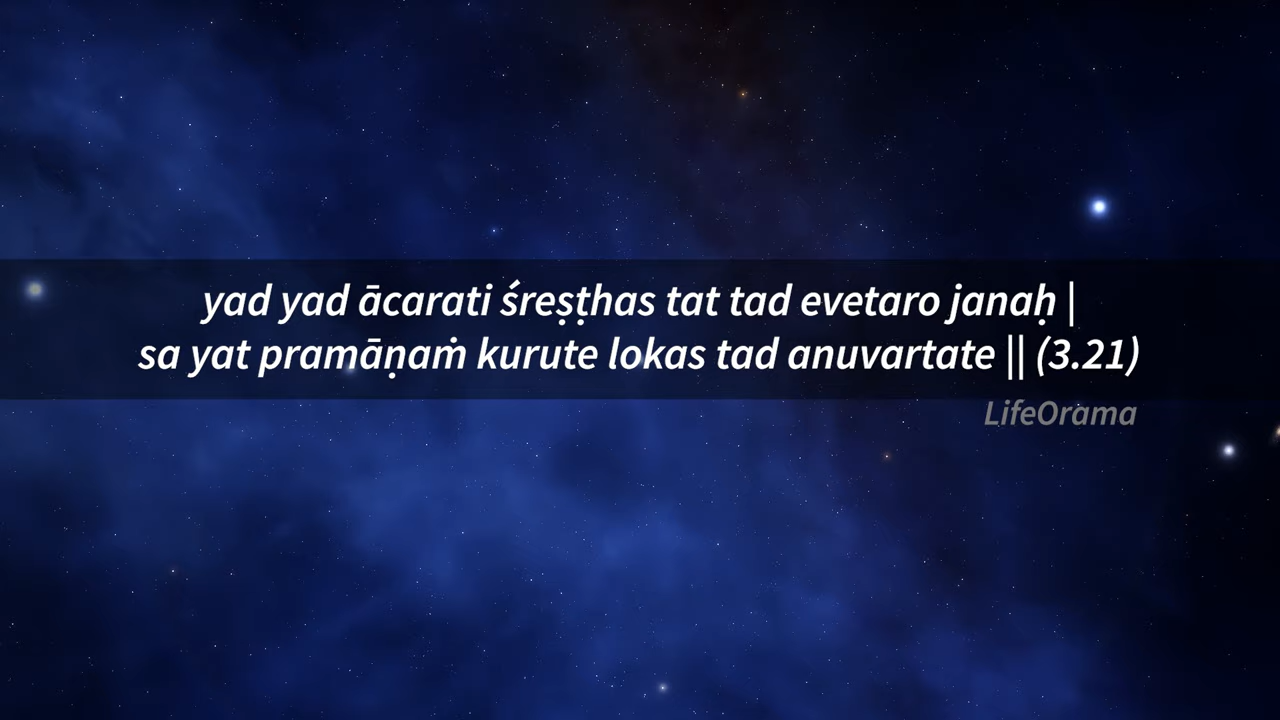 yad yad ācarati śreṣṭhas tat tad evetaro janaḥ |
sa yat pramāṇaṁ kurute lokas tad anuvartate || (3.21)
LifeOrama